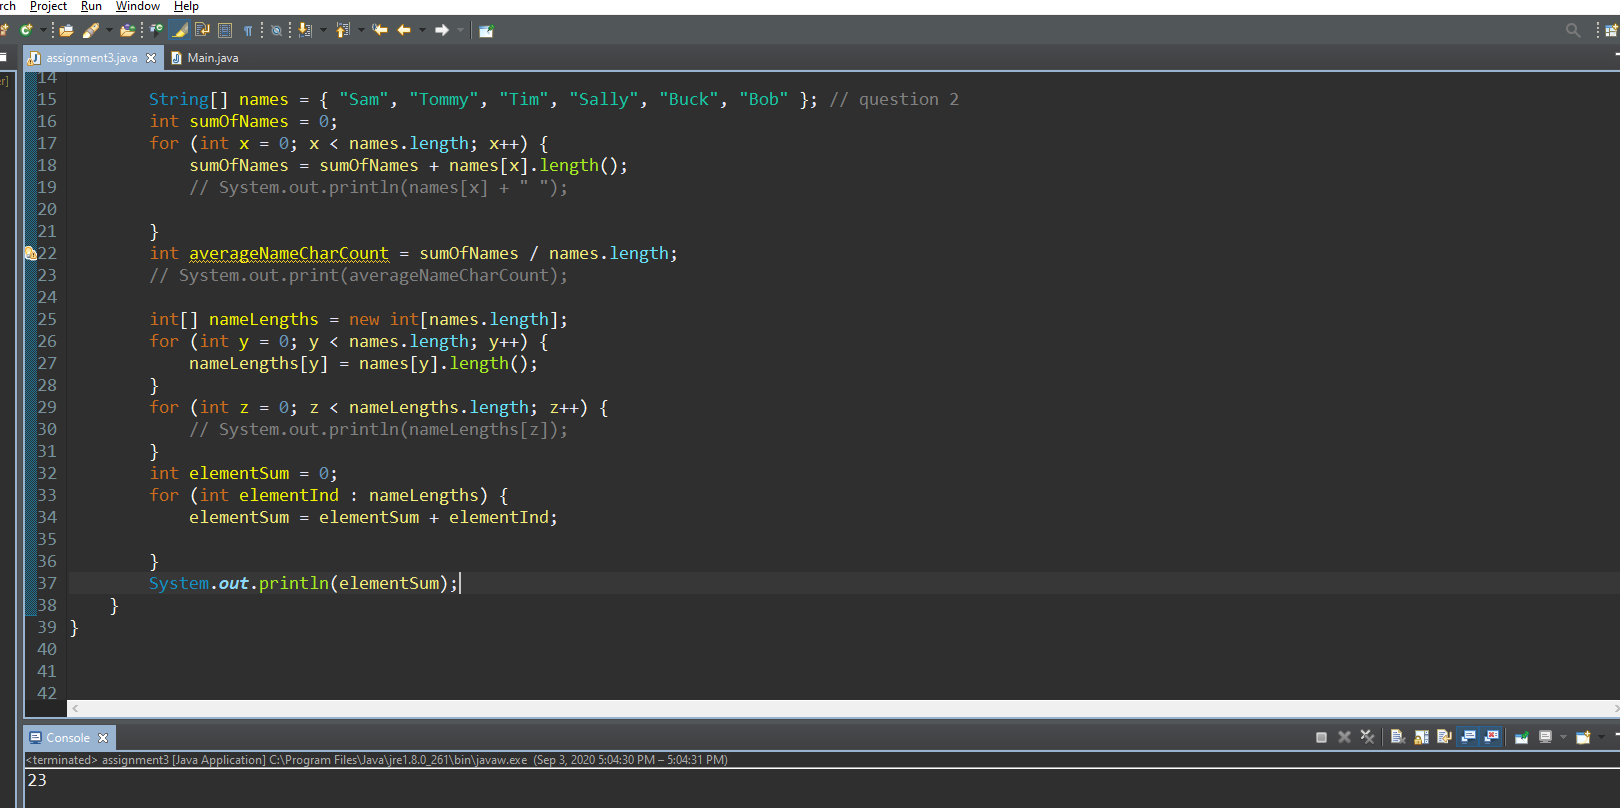 rch Project Run Window Help
assignment3.java Main.java
er]
14
15 String[] names = { "Sam", "Tommy", "Tim", "Sally", "Buck", "Bob" }; // question 2
16 int sumOfNames = 0;
17 for (int x = 0; x < names.length; x++) {
18 sumOfNames = sumOfNames + names[x].length();
19 // System.out.println(names[x] + " ");
20
21 }
22 int averageNameCharCount = sumOfNames / names.length;
23 // System.out.print(averageNameCharCount);
24
25 int[] nameLengths = new int[names.length];
26 for (int y = 0; y < names.length; y++) {
27 nameLengths[y] = names[y].length();
28 }
29 for (int z = 0; z < nameLengths.length; z++) {
30 // System.out.println(nameLengths[z]);
31 }
32 int elementSum = 0;
33 for (int elementInd : nameLengths) {
34 elementSum = elementSum + elementInd;
35
36 }
37 System.out.println(elementSum);
38 }
39 }
40
41
42
Console
<terminated> assignment3 [Java Application] C:\Program Files\Java\jre1.8.0_261\bin\javaw.exe (Sep 3, 2020 5:04:30 PM – 5:04:31 PM)
23